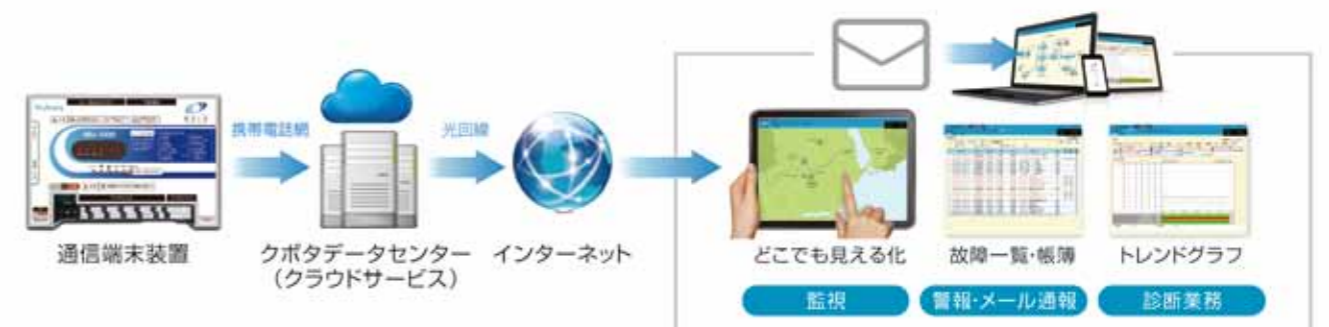 携帯電話網
光回線
通信端末装置
クボタデータセンター
（クラウドサービス）
インターネット
どこでも見える化
故障一覧・帳簿
トレンドグラフ
監視
警報・メール通報
診断業務